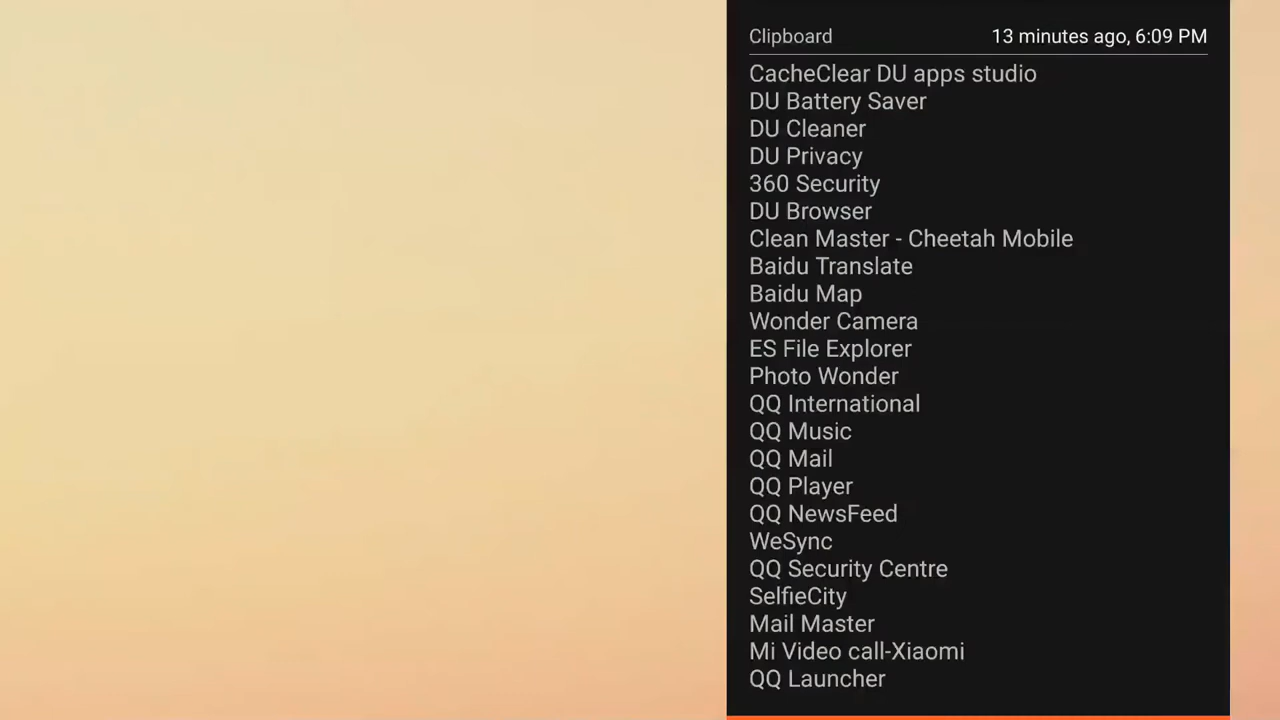 Clipboard 13 minutes ago, 6:09 PM
CacheClear DU apps studio
DU Battery Saver
DU Cleaner
DU Privacy
360 Security
DU Browser
Clean Master - Cheetah Mobile
Baidu Translate
Baidu Map
Wonder Camera
ES File Explorer
Photo Wonder
QQ International
QQ Music
QQ Mail
QQ Player
QQ NewsFeed
WeSync
QQ Security Centre
SelfieCity
Mail Master
Mi Video call-Xiaomi
QQ Launcher